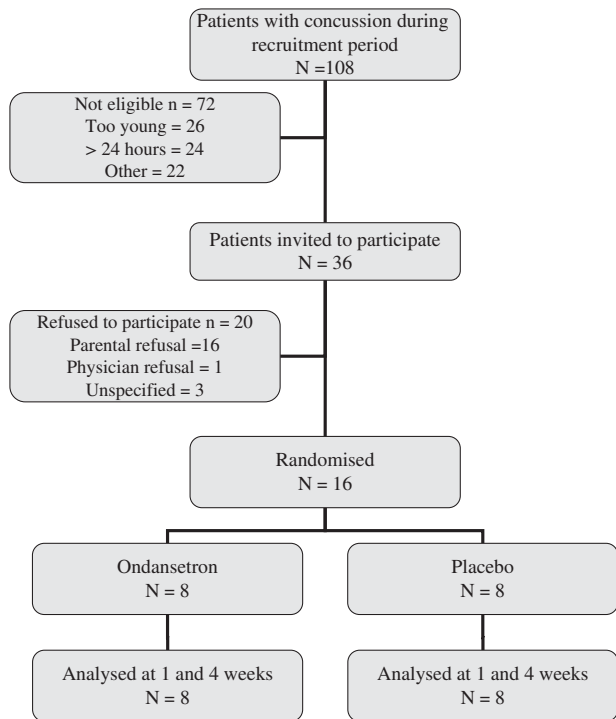 Patients with concussion during
recruitment period
N =108
Not eligible n = 72
Too young = 26
> 24 hours = 24
Other = 22
Patients invited to participate
N = 36
Refused to participate n = 20
Parental refusal =16
Physician refusal = 1
Unspecified = 3
Randomised
N = 16
Ondansetron
N = 8
Placebo
N = 8
Analysed at 1 and 4 weeks
N = 8
Analysed at 1 and 4 weeks
N = 8